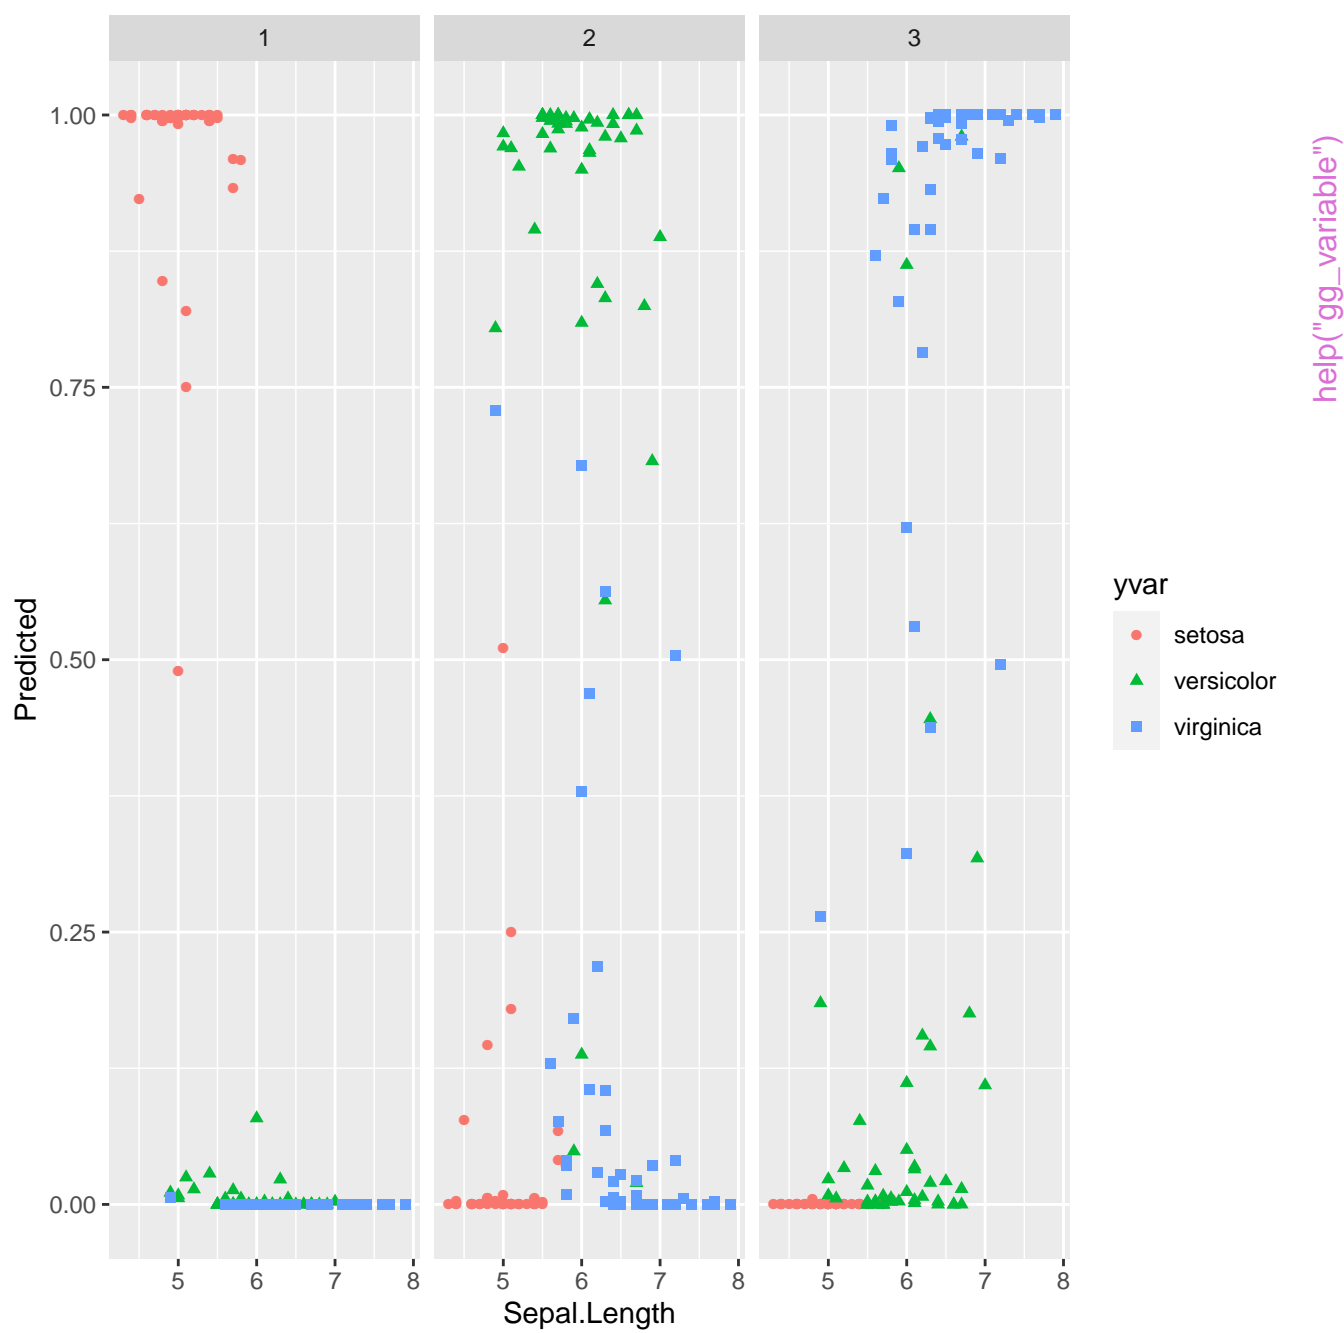 1 2 3
1.00
0.75
0.50
0.25
0.00
Predicted
5 6 7 8 5 6 7 8 5 6 7 8
Sepal.Length
yvar
setosa
versicolor
virginica
help("gg_variable")